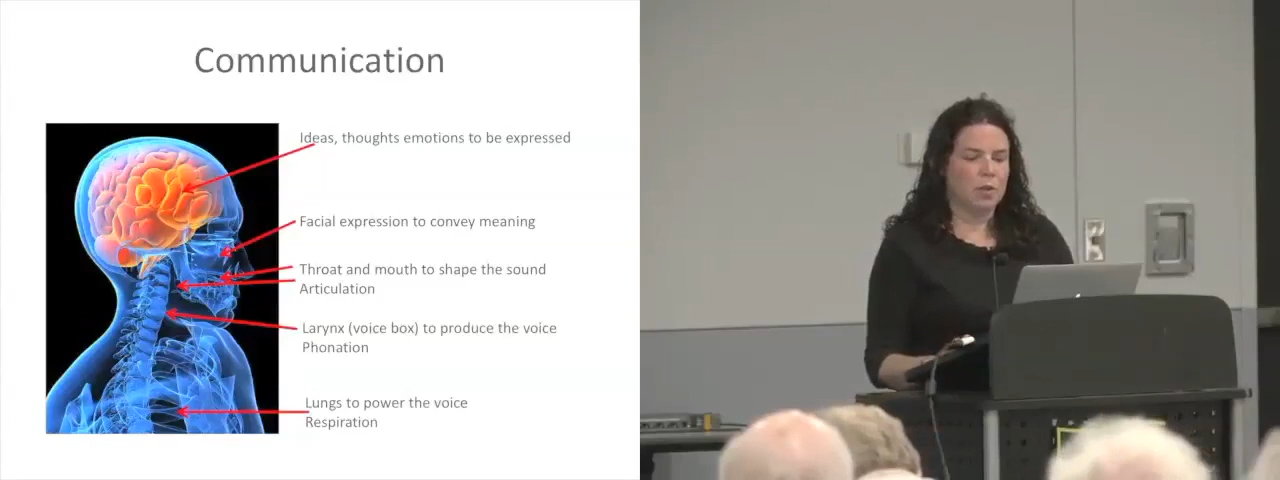 Communication
Ideas, thoughts emotions to be expressed
Facial expression to convey meaning
Throat and mouth to shape the sound
Articulation
Larynx (voice box) to produce the voice
Phonation
Lungs to power the voice
Respiration